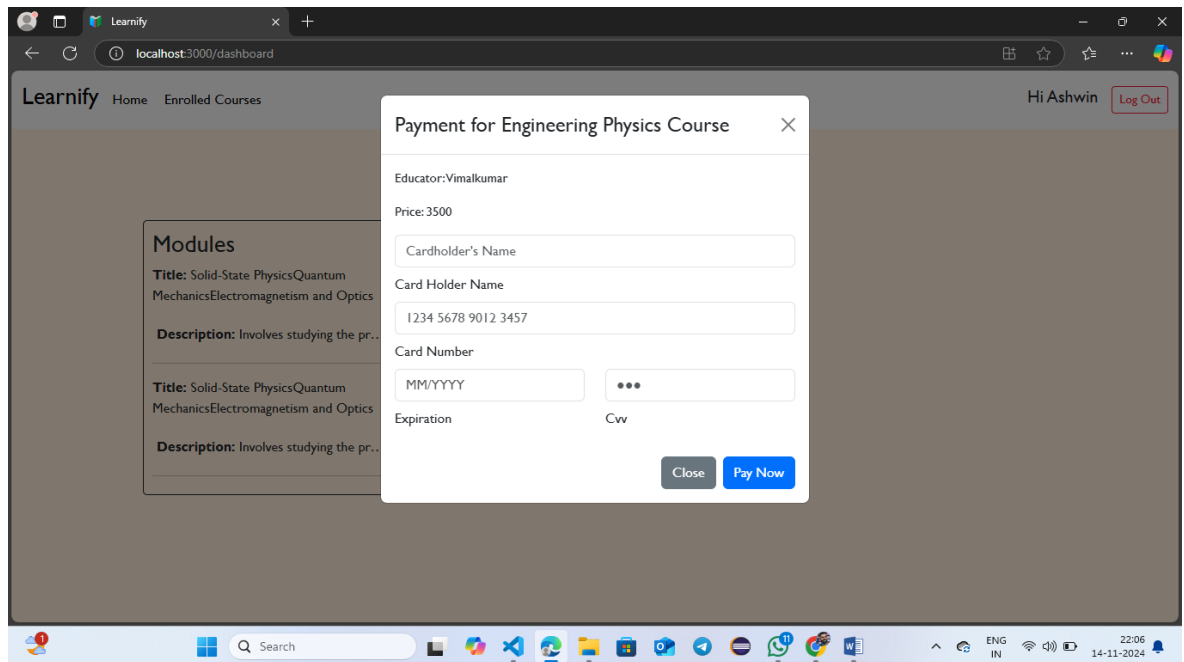 Learnify
localhost:3000/dashboard
Learnify Home Enrolled Courses
Hi Ashwin Log Out
Payment for Engineering Physics Course
Educator:Vimalkumar
Price: 3500
Cardholder's Name
Card Holder Name
1234 5678 9012 3457
Card Number
MM/YYYY ●●●
Expiration Cvv
Close Pay Now
Modules
Title: Solid-State PhysicsQuantum
MechanicsElectromagnetism and Optics
Description: Involves studying the pr...
Title: Solid-State PhysicsQuantum
MechanicsElectromagnetism and Optics
Description: Involves studying the pr...
1
Search
11
ENG
IN
22:06
14-11-2024